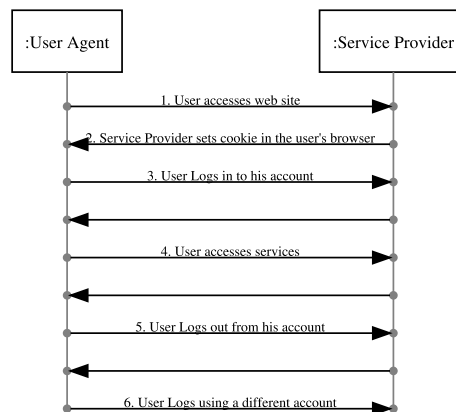 :User Agent
:Service Provider
1. User accesses web site
2. Service Provider sets cookie in the user's browser
3. User Logs in to his account
4. User accesses services
5. User Logs out from his account
6. User Logs using a different account